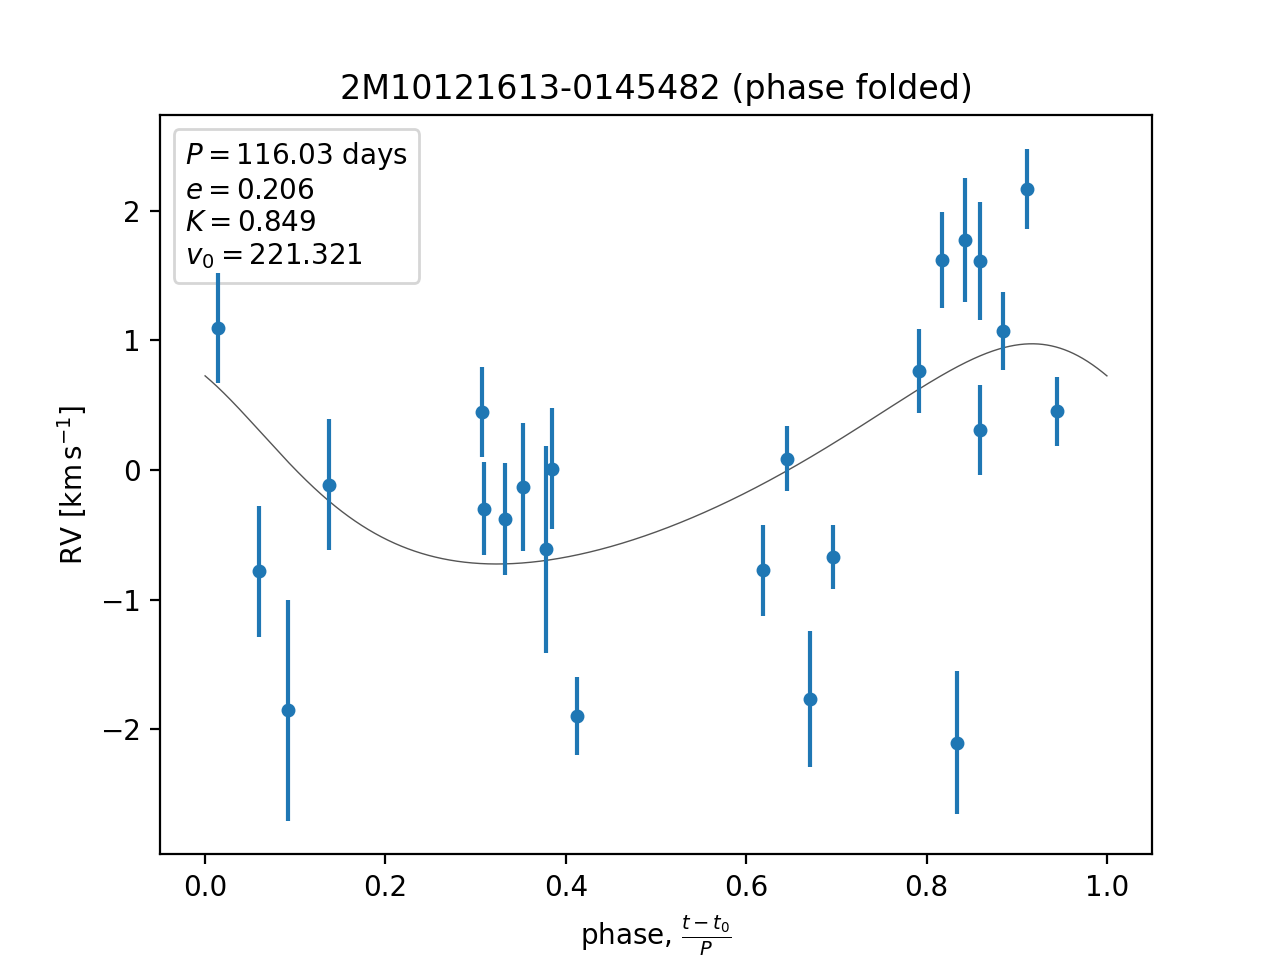 2M10121613-0145482 (phase folded)
P = 116.03 days
e = 0.206
K = 0.849
v₀ = 221.321
2
1
0
−1
−2
RV [km s⁻¹]
0.0 0.2 0.4 0.6 0.8 1.0
phase, (t − t₀)/P